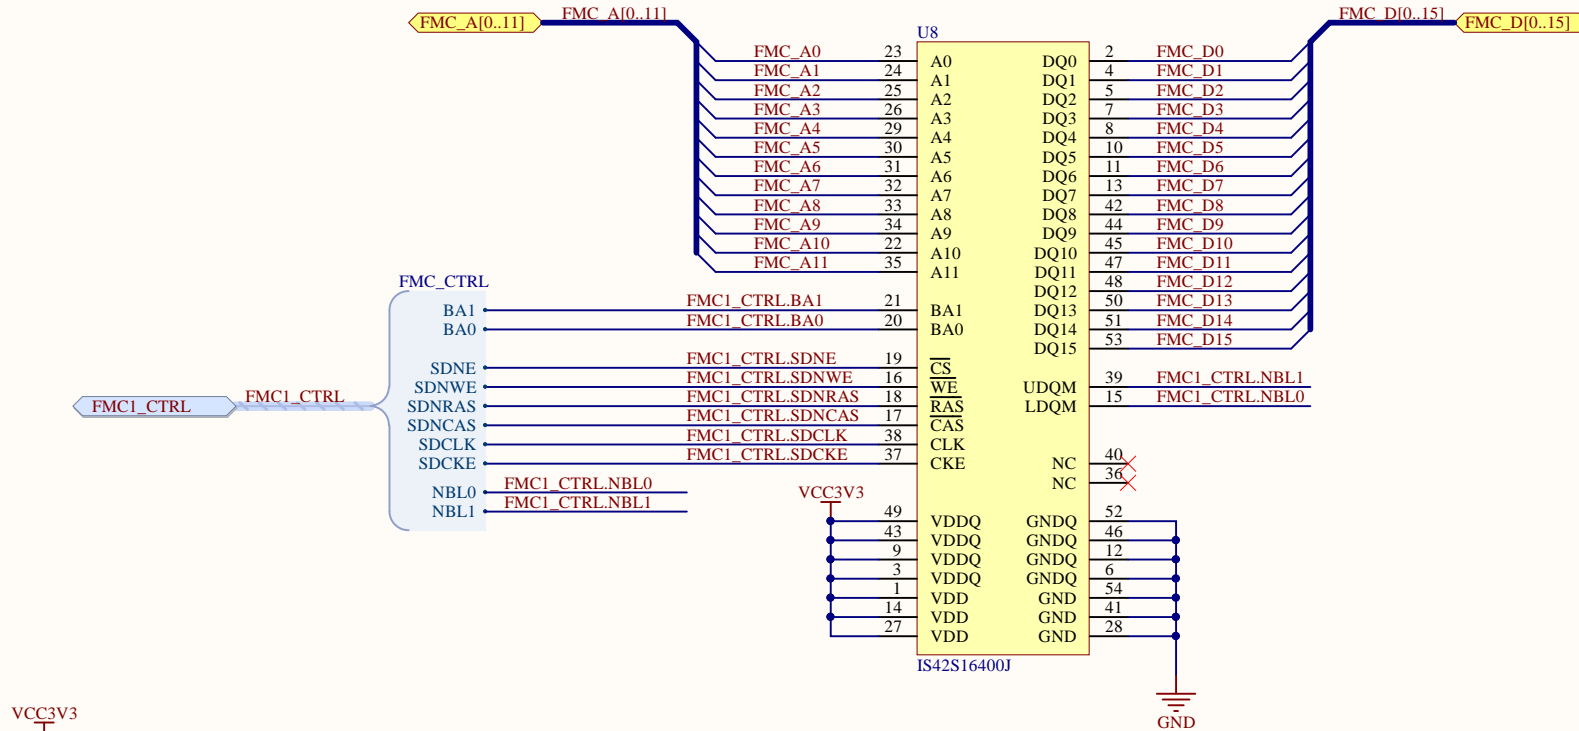 FMC_A[0..11] FMC_A[0..11] FMC_D[0..15] FMC_D[0..15]
U8
FMC_A0 23 A0 DQ0 2 FMC_D0
FMC_A1 24 A1 DQ1 4 FMC_D1
FMC_A2 25 A2 DQ2 5 FMC_D2
FMC_A3 26 A3 DQ3 7 FMC_D3
FMC_A4 29 A4 DQ4 8 FMC_D4
FMC_A5 30 A5 DQ5 10 FMC_D5
FMC_A6 31 A6 DQ6 11 FMC_D6
FMC_A7 32 A7 DQ7 13 FMC_D7
FMC_A8 33 A8 DQ8 42 FMC_D8
FMC_A9 34 A9 DQ9 44 FMC_D9
FMC_A10 22 A10 DQ10 45 FMC_D10
FMC_A11 35 A11 DQ11 47 FMC_D11
FMC_CTRL DQ12 48 FMC_D12
BA1 FMC1_CTRL.BA1 21 BA1 DQ13 50 FMC_D13
BA0 FMC1_CTRL.BA0 20 BA0 DQ14 51 FMC_D14
DQ15 53 FMC_D15
SDNE FMC1_CTRL.SDNE 19 CS
SDNWE FMC1_CTRL.SDNWE 16 WE UDQM 39 FMC1_CTRL.NBL1
FMC1_CTRL FMC1_CTRL SDNRAS FMC1_CTRL.SDNRAS 18 RAS LDQM 15 FMC1_CTRL.NBL0
SDNCAS FMC1_CTRL.SDNCAS 17 CAS
SDCLK FMC1_CTRL.SDCLK 38 CLK
SDCKE FMC1_CTRL.SDCKE 37 CKE NC 40
NC 36
NBL0 FMC1_CTRL.NBL0 VCC3V3
NBL1 FMC1_CTRL.NBL1
49 VDDQ GNDQ 52
43 VDDQ GNDQ 46
9 VDDQ GNDQ 12
3 VDDQ GNDQ 6
1 VDD GND 54
14 VDD GND 41
27 VDD GND 28
IS42S16400J
VCC3V3 GND